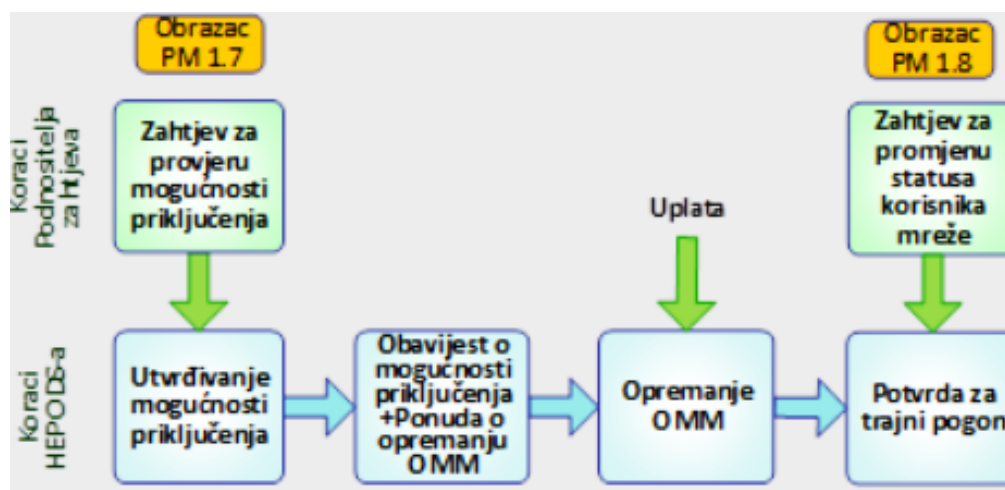 Obrazac
PM 1.7
Obrazac
PM 1.8
Koraci
Podnositelja
zahtjeva
Zahtjev za
provjeru
mogućnosti
priključenja
Uplata
Zahtjev za
promjenu
statusa
korisnika
mreže
Koraci
HEPODS-a
Utvrđivanje
mogućnosti
priključenja
Obavijest o
mogućnosti
priključenja
+Ponuda o
opremanju
OMM
Opremanje
OMM
Potvrda za
trajni pogon